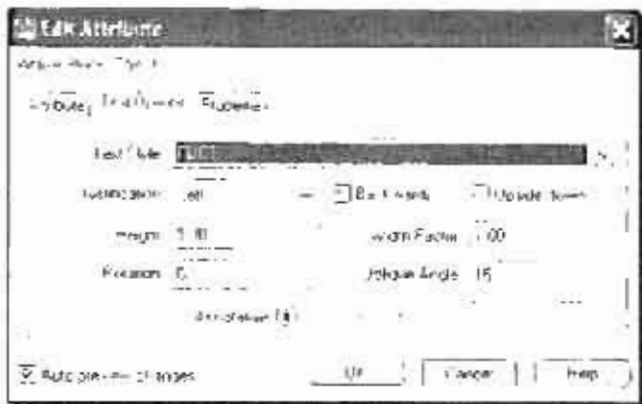 Edit Attribute
Attribute Text Options Properties
Text Style
Justification Left Backwards Upside down
Height Width Factor
Rotation 0 Oblique Angle 15
Auto preview changes OK Cancel Help